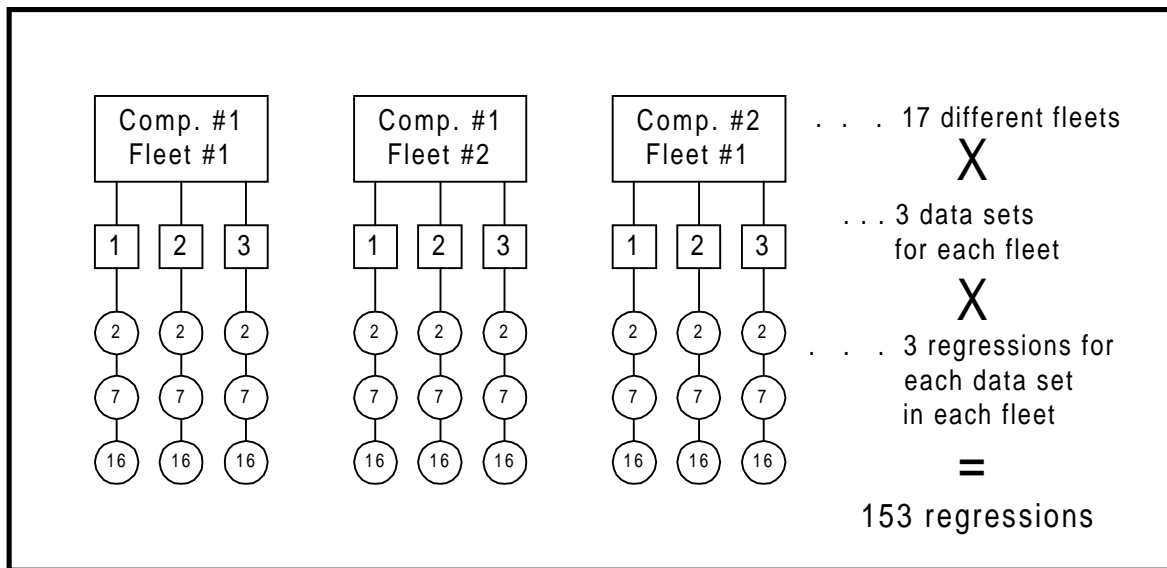 Comp. #1
Fleet #1
Comp. #1
Fleet #2
Comp. #2
Fleet #1
. . . 17 different fleets
X
1 2 3
1 2 3
1 2 3
. . . 3 data sets
for each fleet
X
2 2 2
2 2 2
2 2 2
. . . 3 regressions for
each data set
in each fleet
7 7 7
7 7 7
7 7 7
16 16 16
16 16 16
16 16 16
=
153 regressions